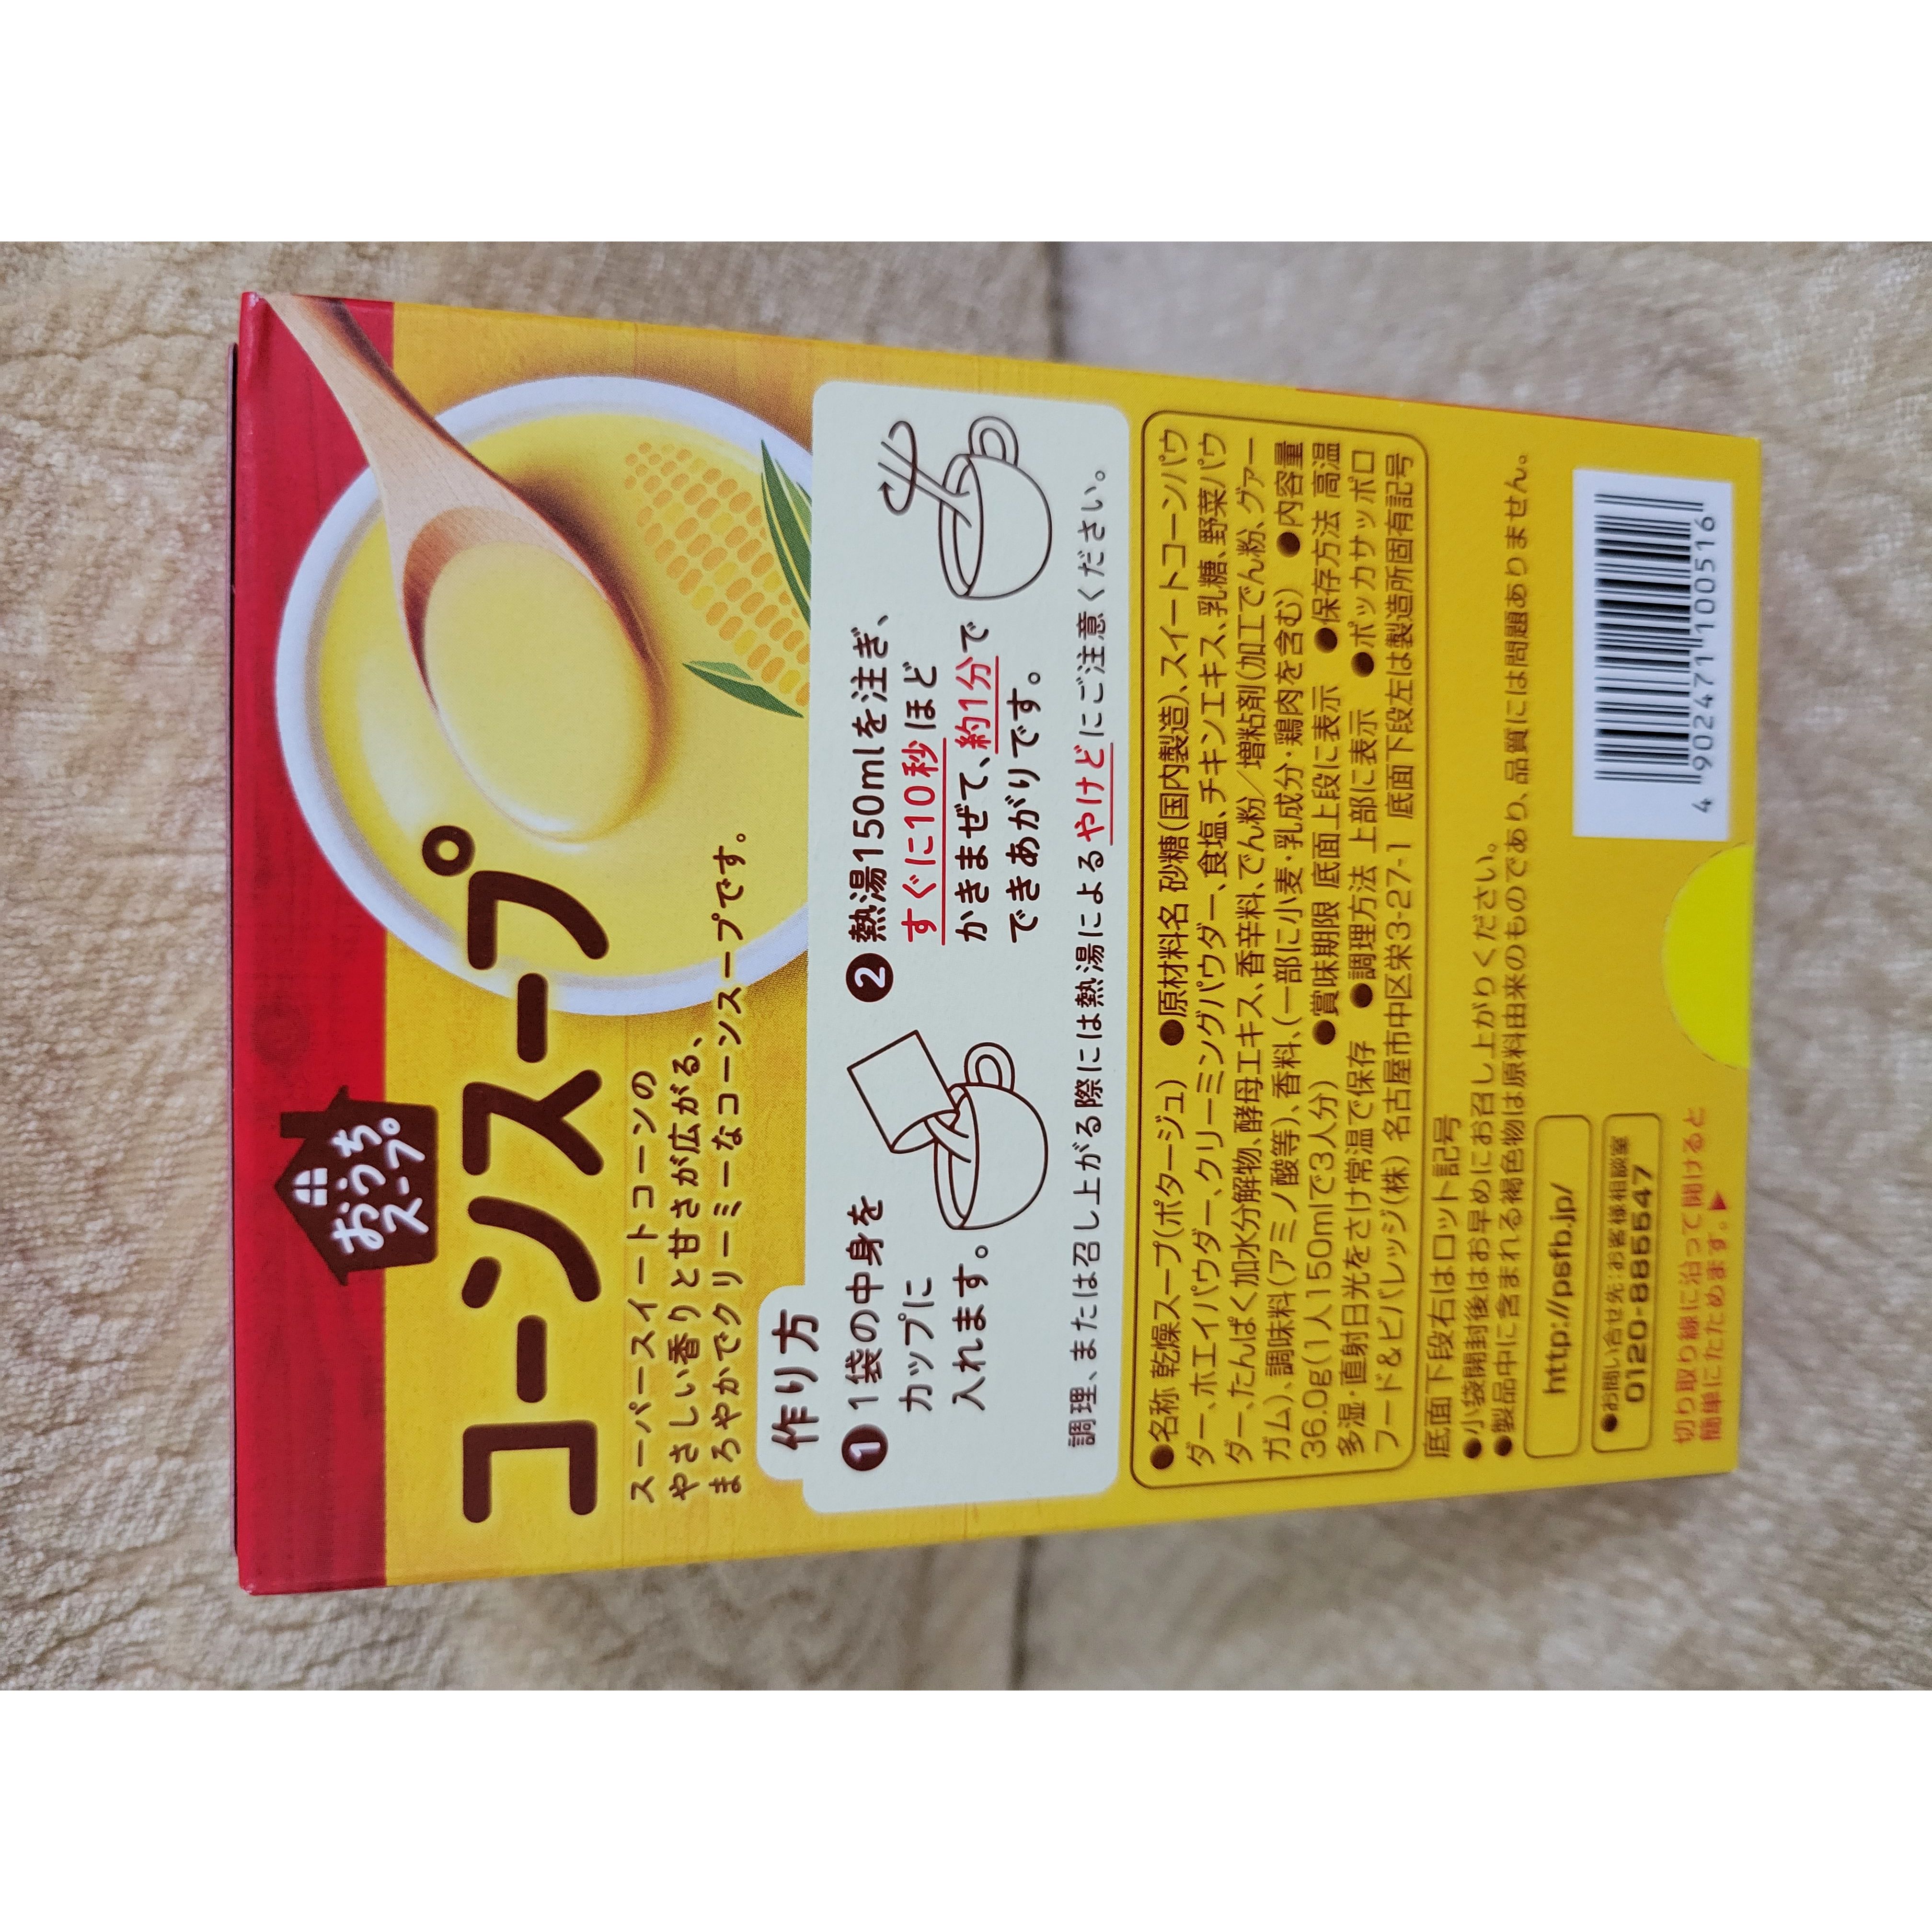 おうち
スープ
コーンスープ
スーパースイートコーンの
やさしい香りと甘さが広がる、
まろやかでクリーミーなコーンスープです。
作り方
❶1袋の中身を
カップに
入れます。
❷熱湯150mlを注ぎ、
すぐに10秒ほど
かきまぜて、約1分で
できあがりです。
調理、または召し上がる際には熱湯によるやけどにご注意ください。
●名称 乾燥スープ(ポタージュ) ●原材料名 砂糖(国内製造)、スイートコーンパウ
ダー、ホエイパウダー、クリーミングパウダー、食塩、チキンエキス、乳糖、野菜パウ
ダー、たんぱく加水分解物、酵母エキス、香辛料、でん粉/増粘剤(加工でん粉、グァー
ガム)、調味料(アミノ酸等)、香料、(一部に小麦・乳成分・鶏肉を含む) ●内容量
36.0g(1人150mlで3人分) ●賞味期限 底面上段に表示 ●保存方法 高温
多湿・直射日光をさけ常温で保存 ●調理方法 上部に表示 ●ポッカサッポロ
フード&ビバレッジ(株) 名古屋市中区栄3-27-1 底面下段左は製造所固有記号
底面下段右はロット記号
●小袋開封後はお早めにお召し上がりください。
●製品中に含まれる褐色物は原料由来のものであり、品質には問題ありません。
http://psfb.jp/
●お問い合せ先:お客様相談室
0120-885547
切り取り線に沿って開けると
簡単にたためます。▶
4 902471 100516